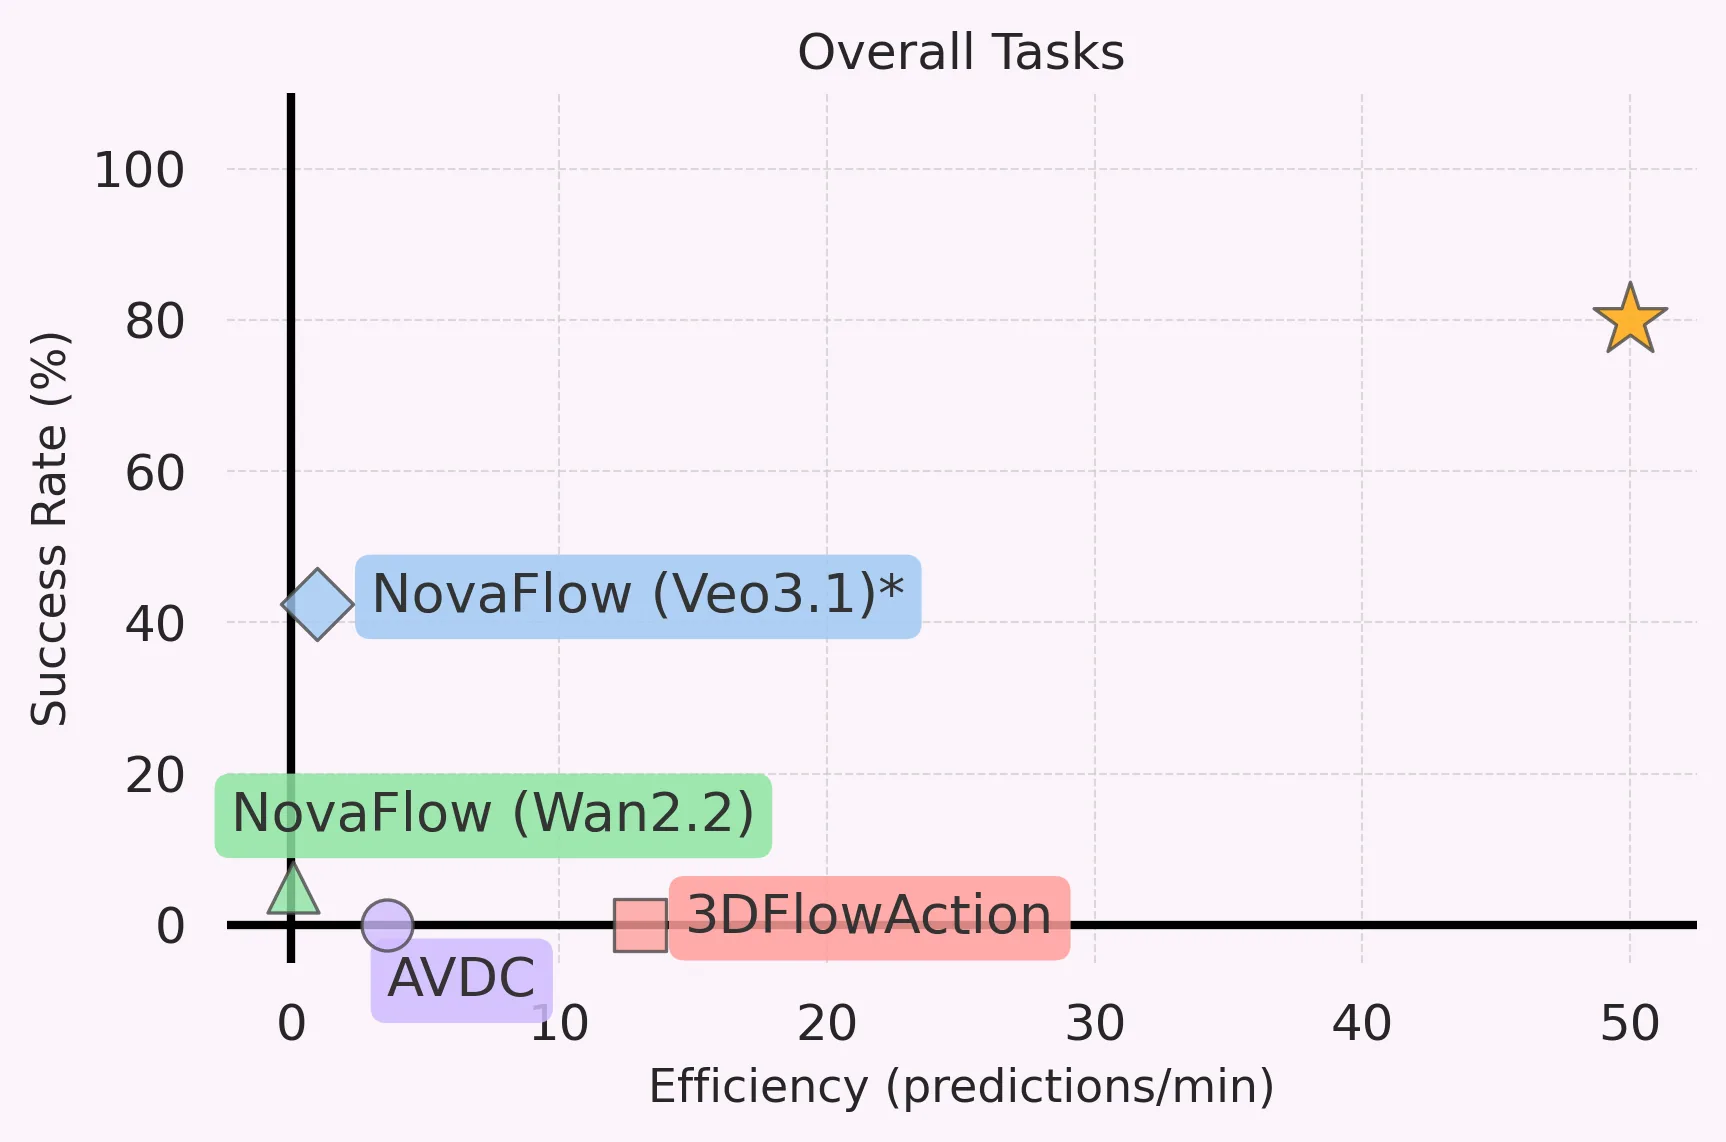 Overall Tasks
Success Rate (%)
100
80
60
40
20
0
NovaFlow (Veo3.1)*
NovaFlow (Wan2.2)
3DFlowAction
AVDC
0 10 20 30 40 50
Efficiency (predictions/min)